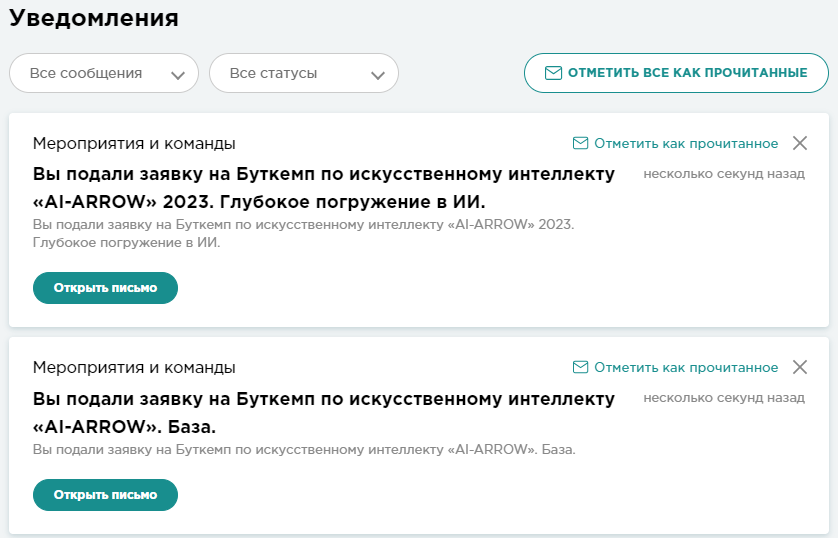 Уведомления
Все сообщения
Все статусы
ОТМЕТИТЬ ВСЕ КАК ПРОЧИТАННЫЕ
Мероприятия и команды
Отметить как прочитанное
Вы подали заявку на Буткемп по искусственному интеллекту
несколько секунд назад
«AI-ARROW» 2023. Глубокое погружение в ИИ.
Вы подали заявку на Буткемп по искусственному интеллекту «AI-ARROW» 2023.
Глубокое погружение в ИИ.
Открыть письмо
Мероприятия и команды
Отметить как прочитанное
Вы подали заявку на Буткемп по искусственному интеллекту
несколько секунд назад
«AI-ARROW». База.
Вы подали заявку на Буткемп по искусственному интеллекту «AI-ARROW». База.
Открыть письмо